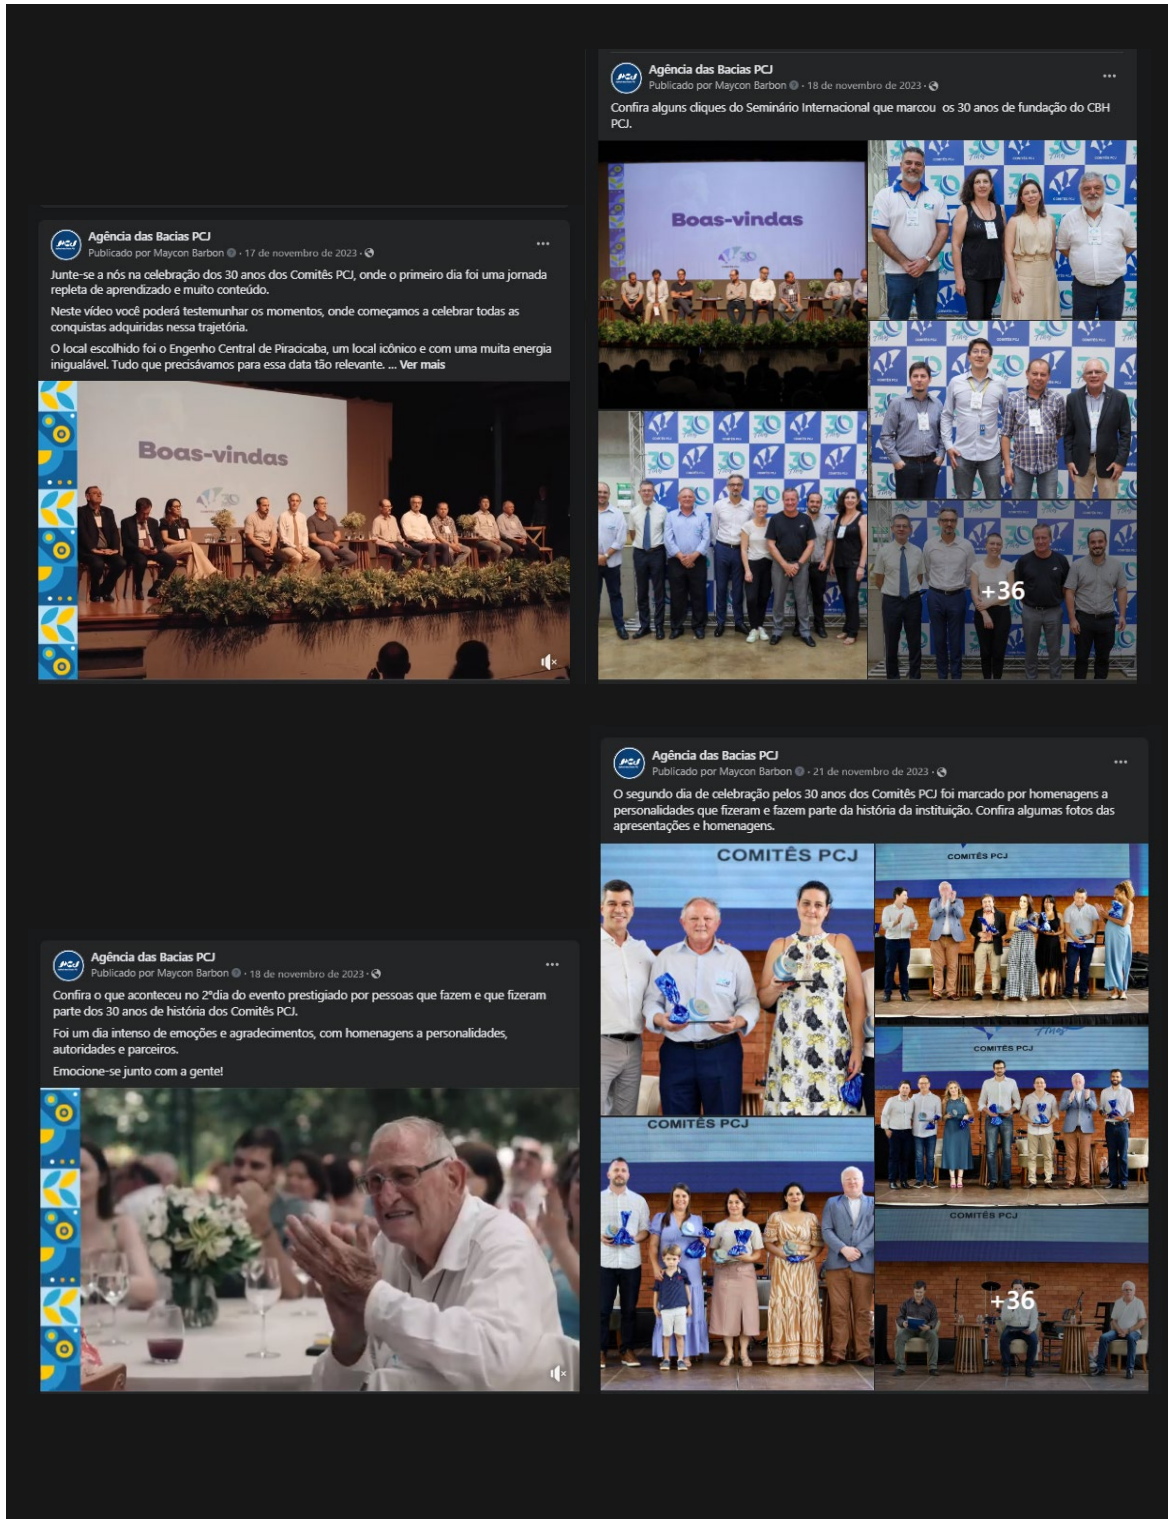 Agência das Bacias PCJ
Publicado por Maycon Barbon · 17 de novembro de 2023 ·
Junte-se a nós na celebração dos 30 anos dos Comitês PCJ, onde o primeiro dia foi uma jornada
repleta de aprendizado e muito conteúdo.
Neste vídeo você poderá testemunhar os momentos, onde começamos a celebrar todas as
conquistas adquiridas nessa trajetória.
O local escolhido foi o Engenho Central de Piracicaba, um local icônico e com uma muita energia
inigualável. Tudo que precisávamos para essa data tão relevante. ... Ver mais
Boas-vindas
30
Agência das Bacias PCJ
Publicado por Maycon Barbon · 18 de novembro de 2023 ·
Confira alguns cliques do Seminário Internacional que marcou os 30 anos de fundação do CBH
PCJ.
Boas-vindas
30
+36
Agência das Bacias PCJ
Publicado por Maycon Barbon · 18 de novembro de 2023 ·
Confira o que aconteceu no 2°dia do evento prestigiado por pessoas que fazem e que fizeram
parte dos 30 anos de história dos Comitês PCJ.
Foi um dia intenso de emoções e agradecimentos, com homenagens a personalidades,
autoridades e parceiros.
Emocione-se junto com a gente!
Agência das Bacias PCJ
Publicado por Maycon Barbon · 21 de novembro de 2023 ·
O segundo dia de celebração pelos 30 anos dos Comitês PCJ foi marcado por homenagens a
personalidades que fizeram e fazem parte da história da instituição. Confira algumas fotos das
apresentações e homenagens.
COMITÊS PCJ
COMITÊS PCJ
Anos
COMITÊS PCJ
COMITÊS PCJ
COMITÊS PCJ
+36